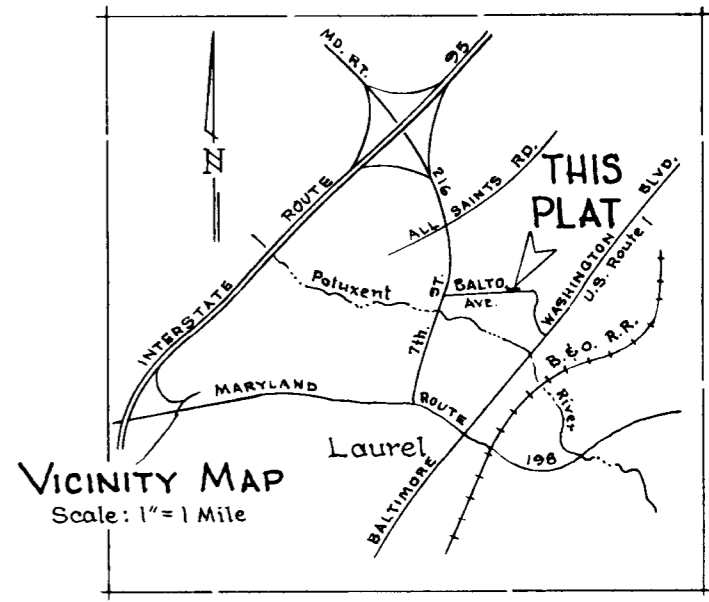 MD. RT.
95
N
216
ROUTE
ALL SAINTS RD.
THIS
PLAT
WASHINGTON BLVD.
U.S. Route 1
Patuxent
BALTO.
AVE.
7th. ST.
INTERSTATE
B. & O. R.R.
MARYLAND
ROUTE
River
Laurel
198
BALTIMORE
VICINITY MAP
Scale: 1"= 1 Mile